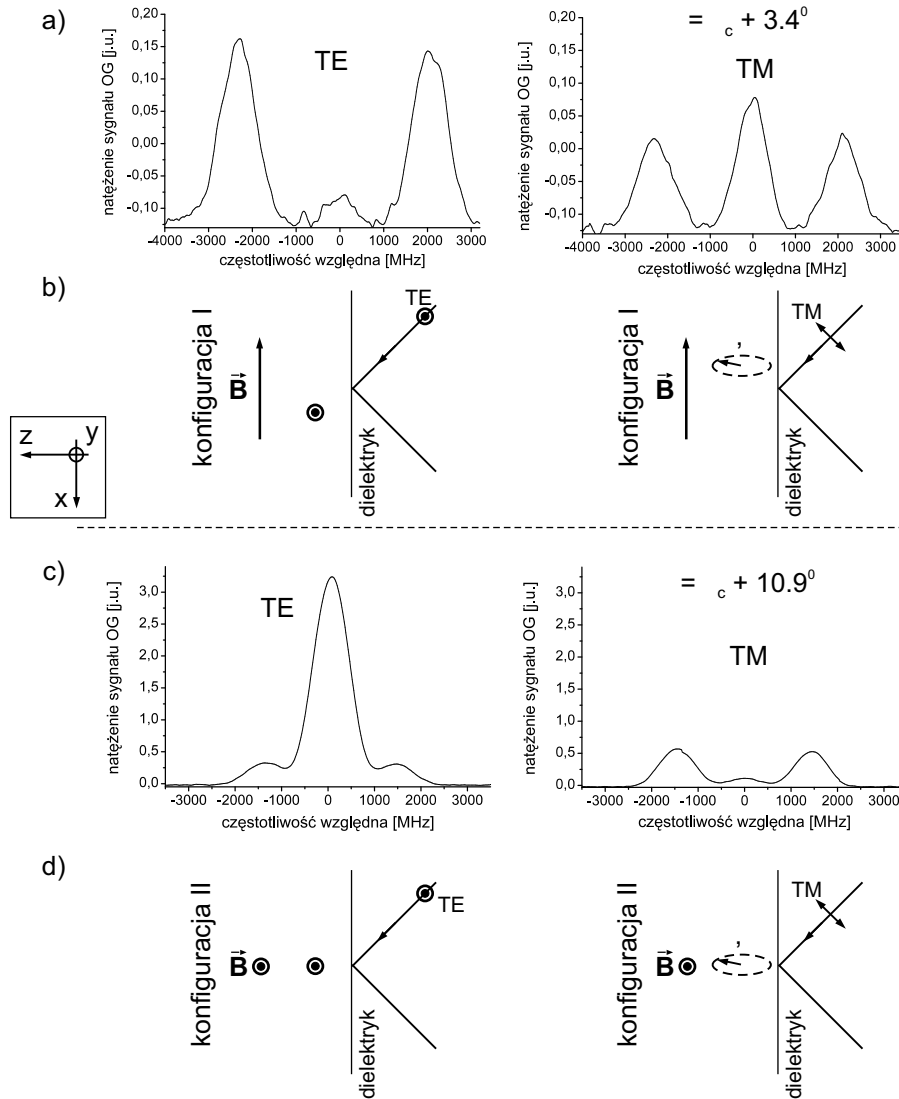 a)
TE
natężenie sygnału OG [j.u.]
0,20
0,15
0,10
0,05
0,00
-0,05
-0,10
-4000 -3000 -2000 -1000 0 1000 2000 3000
częstotliwość względna [MHz]
= c + 3.4⁰
TM
natężenie sygnału OG [j.u.]
0,20
0,15
0,10
0,05
0,00
-0,05
-0,10
-4000 -3000 -2000 -1000 0 1000 2000 3000
częstotliwość względna [MHz]
b)
konfiguracja I
B
TE
dielektryk
konfiguracja I
B
,
TM
dielektryk
z y
x
c)
TE
natężenie sygnału OG [j.u.]
3,0
2,5
2,0
1,5
1,0
0,5
0,0
-3000 -2000 -1000 0 1000 2000 3000
częstotliwość względna [MHz]
= c + 10.9⁰
TM
natężenie sygnału OG [j.u.]
3,0
2,5
2,0
1,5
1,0
0,5
0,0
-3000 -2000 -1000 0 1000 2000 3000
częstotliwość względna [MHz]
d)
konfiguracja II
B
TE
dielektryk
konfiguracja II
B
,
TM
dielektryk